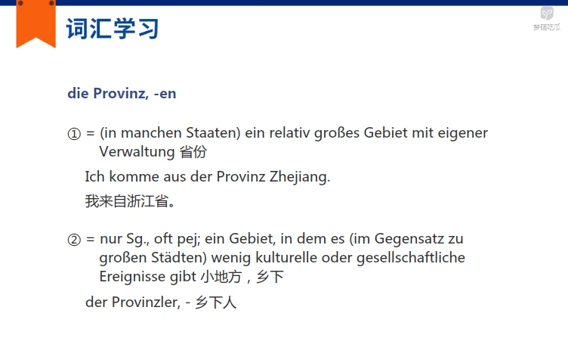 词汇学习
die Provinz, -en
① = (in manchen Staaten) ein relativ großes Gebiet mit eigener
Verwaltung 省份
Ich komme aus der Provinz Zhejiang.
我来自浙江省。
② = nur Sg., oft pej; ein Gebiet, in dem es (im Gegensatz zu
großen Städten) wenig kulturelle oder gesellschaftliche
Ereignisse gibt 小地方，乡下
der Provinzler, - 乡下人